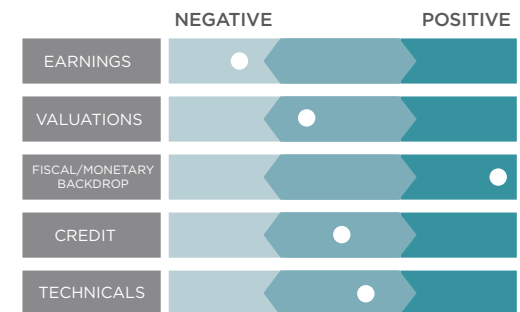 NEGATIVE POSITIVE
EARNINGS
VALUATIONS
FISCAL/MONETARY
BACKDROP
CREDIT
TECHNICALS